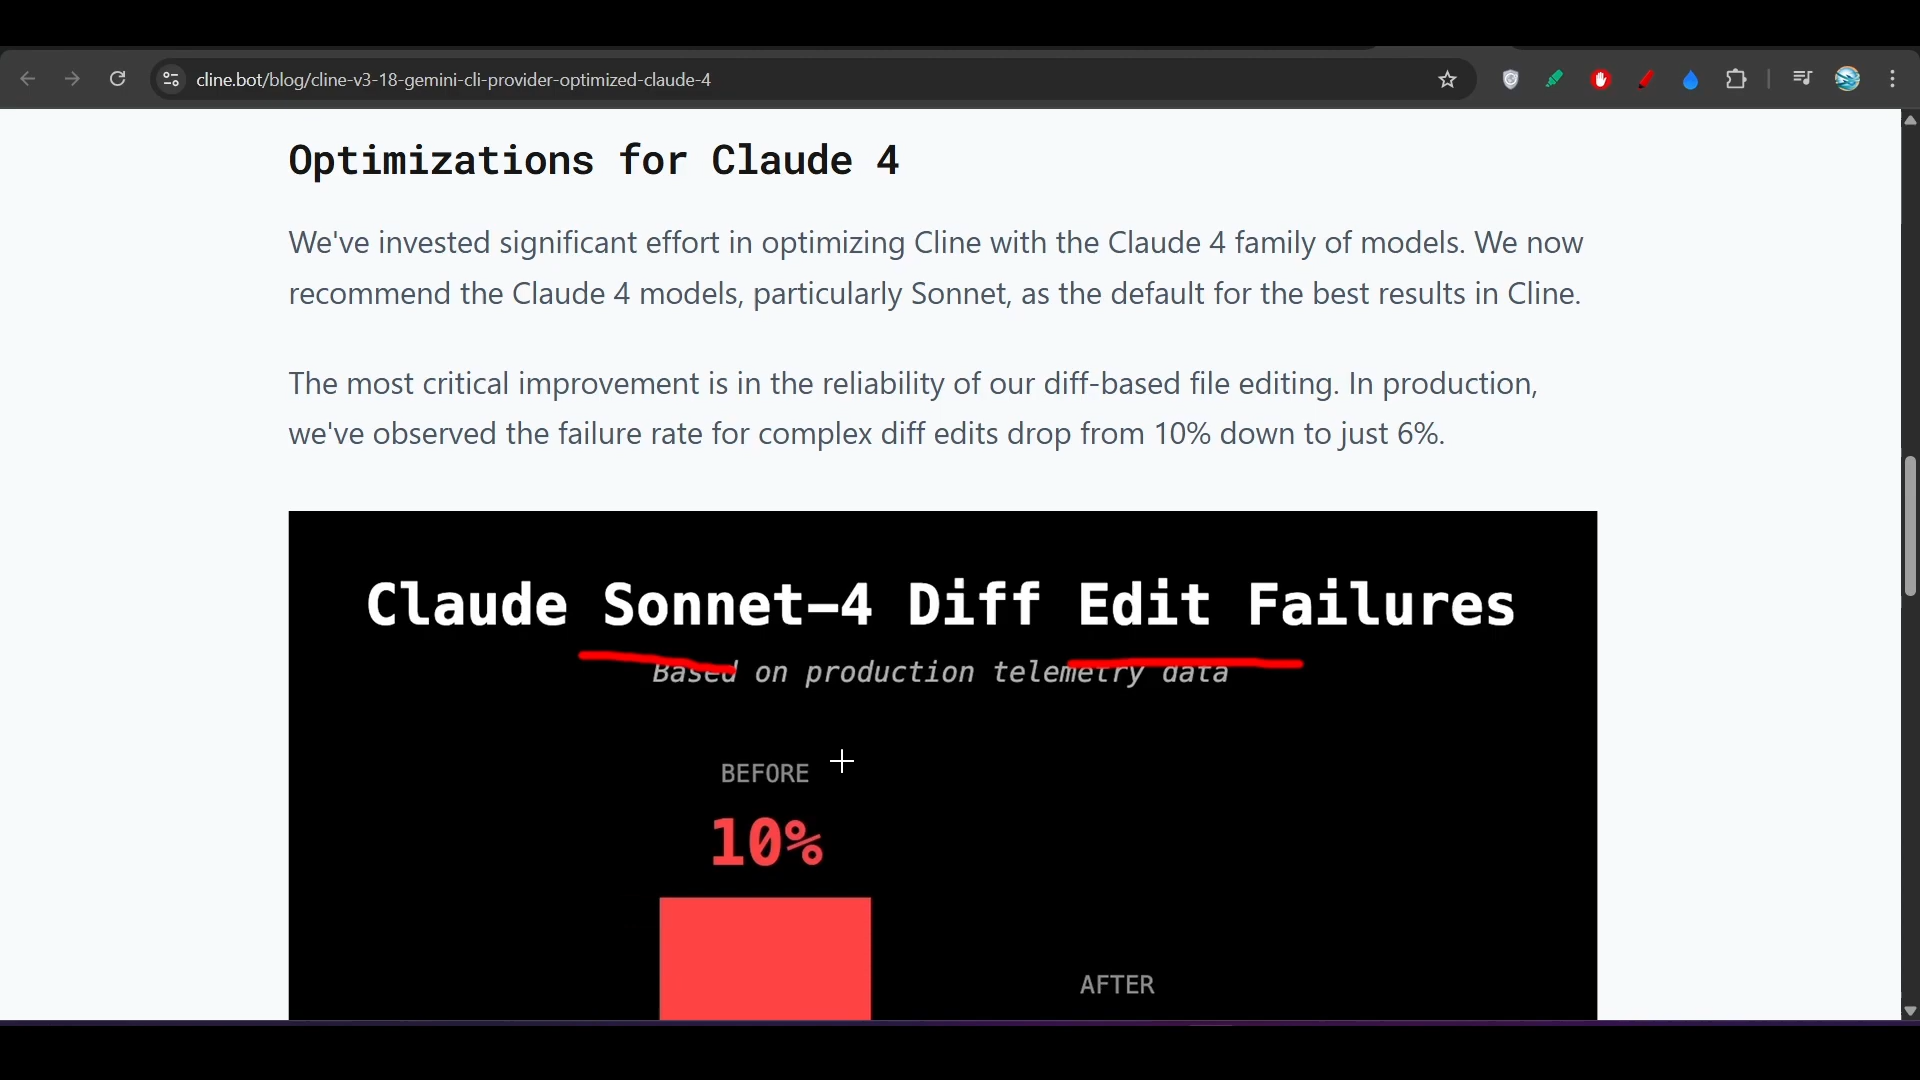 cline.bot/blog/cline-v3-18-gemini-cli-provider-optimized-claude-4
Optimizations for Claude 4
We've invested significant effort in optimizing Cline with the Claude 4 family of models. We now
recommend the Claude 4 models, particularly Sonnet, as the default for the best results in Cline.
The most critical improvement is in the reliability of our diff-based file editing. In production,
we've observed the failure rate for complex diff edits drop from 10% down to just 6%.
Claude Sonnet-4 Diff Edit Failures
Based on production telemetry data
BEFORE
10%
AFTER